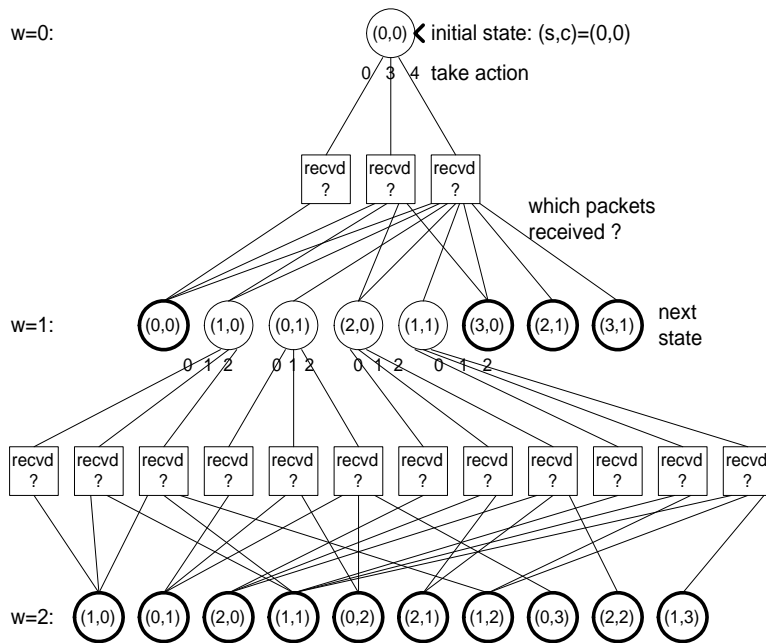 w=0:
(0,0)
initial state: (s,c)=(0,0)
0 3 4
take action
recvd ?
recvd ?
recvd ?
which packets
received ?
w=1:
(0,0)
(1,0)
(0,1)
(2,0)
(1,1)
(3,0)
(2,1)
(3,1)
next
state
0 1 2
0 1 2
0 1 2
0 1 2
recvd ?
recvd ?
recvd ?
recvd ?
recvd ?
recvd ?
recvd ?
recvd ?
recvd ?
recvd ?
recvd ?
recvd ?
w=2:
(1,0)
(0,1)
(2,0)
(1,1)
(0,2)
(2,1)
(1,2)
(0,3)
(2,2)
(1,3)